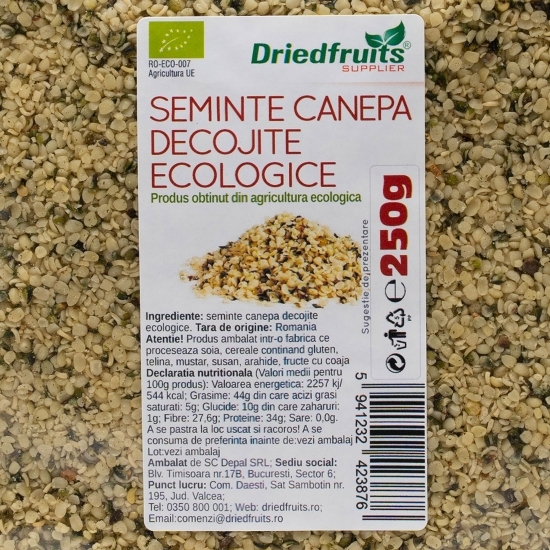 RO-ECO-007
Agricultura UE
Driedfruits®
SUPPLIER
SEMINTE CANEPA
DECOJITE
ECOLOGICE
Produs obtinut din agricultura ecologica
Sugestie de prezentare
250g
e
Ingrediente: seminte canepa decojite
ecologice. Tara de origine: Romania
Atentie! Produs ambalat intr-o fabrica ce
proceseaza soia, cereale continand gluten,
telina, mustar, susan, arahide, fructe cu coaja
Declaratia nutritionala (Valori medii pentru
100g produs): Valoarea energetica: 2257 kj/
544 kcal; Grasime: 44g din care acizi grasi
saturati: 5g; Glucide: 10g din care zaharuri:
1g; Fibre: 27,6g; Proteine: 34g; Sare: 0,0g.
A se pastra la loc uscat si racoros! A se
consuma de preferinta inainte de:vezi ambalaj
Lot:vezi ambalaj
Ambalat de SC Depal SRL; Sediu social:
Blv. Timisoara nr.17B, Bucuresti, Sector 6;
Punct lucru: Com. Daesti, Sat Sambotin nr.
195, Jud. Valcea;
Tel: 0350 800 001; Web: driedfruits.ro;
Email:comenzi@driedfruits.ro
5 941232 423876